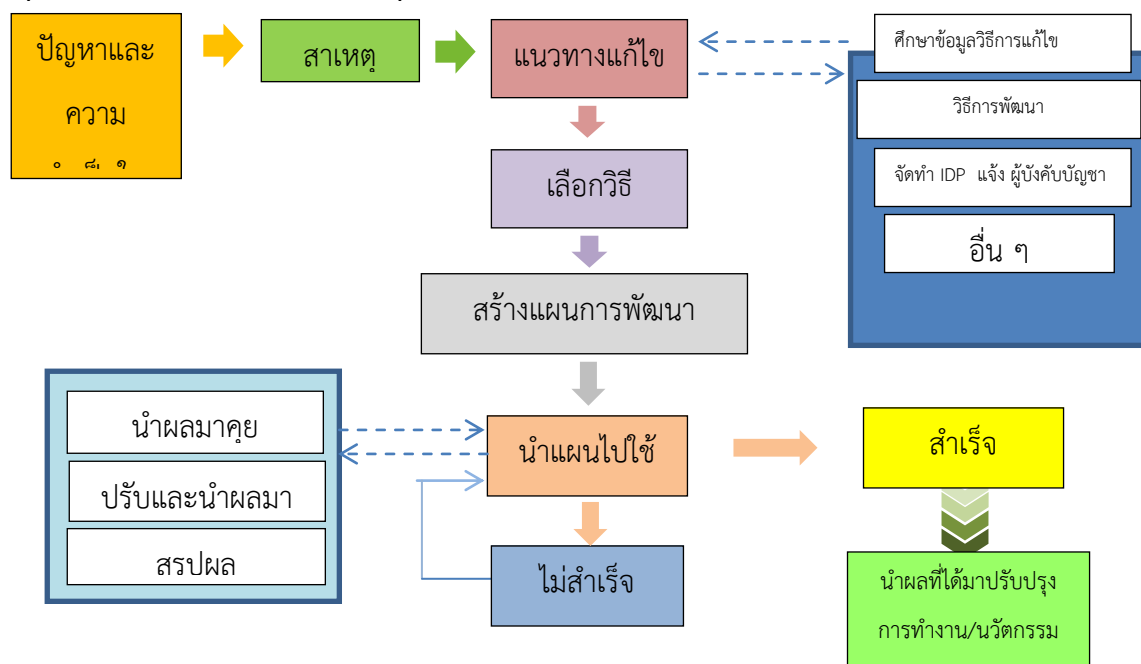 ปัญหาและ
ความ
สาเหตุ
แนวทางแก้ไข
ศึกษาข้อมูลวิธีการแก้ไข
วิธีการพัฒนา
จัดทำ IDP แจ้ง ผู้บังคับบัญชา
อื่น ๆ
เลือกวิธี
สร้างแผนการพัฒนา
นำผลมาคุย
ปรับและนำผลมา
สรุปผล
นำแผนไปใช้
สำเร็จ
ไม่สำเร็จ
นำผลที่ได้มาปรับปรุง
การทำงาน/นวัตกรรม